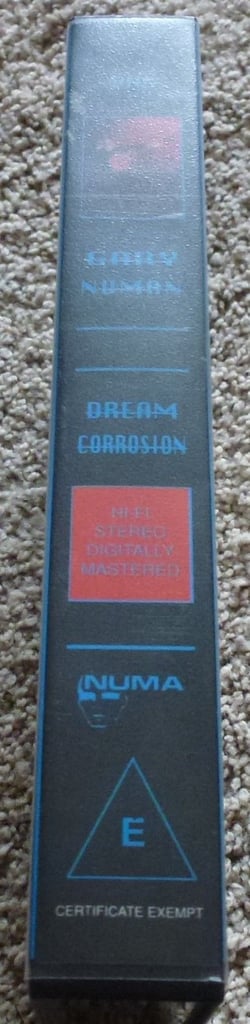 GARY
NUMAN
DREAM
CORROSION
HI-FI
STEREO
DIGITALLY
MASTERED
NUMA
E
CERTIFICATE EXEMPT